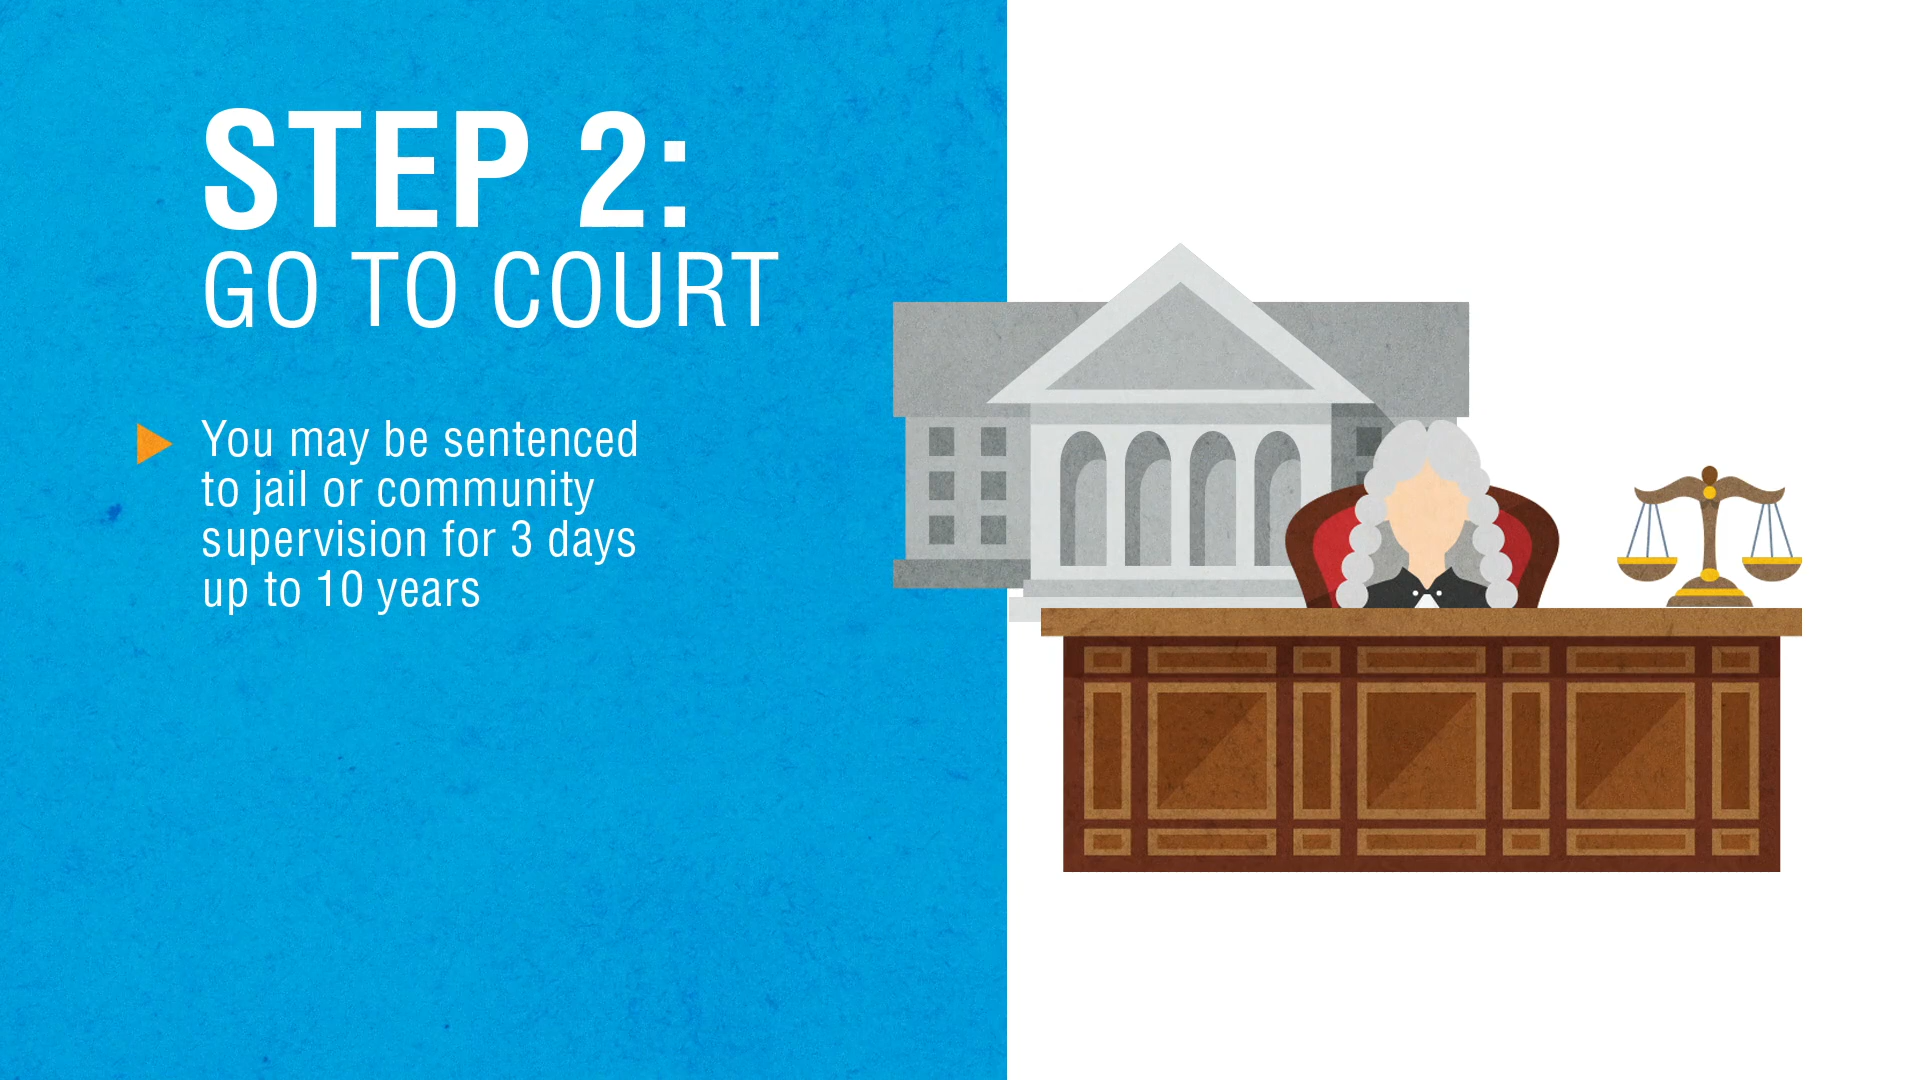 STEP 2:
GO TO COURT
You may be sentenced
to jail or community
supervision for 3 days
up to 10 years